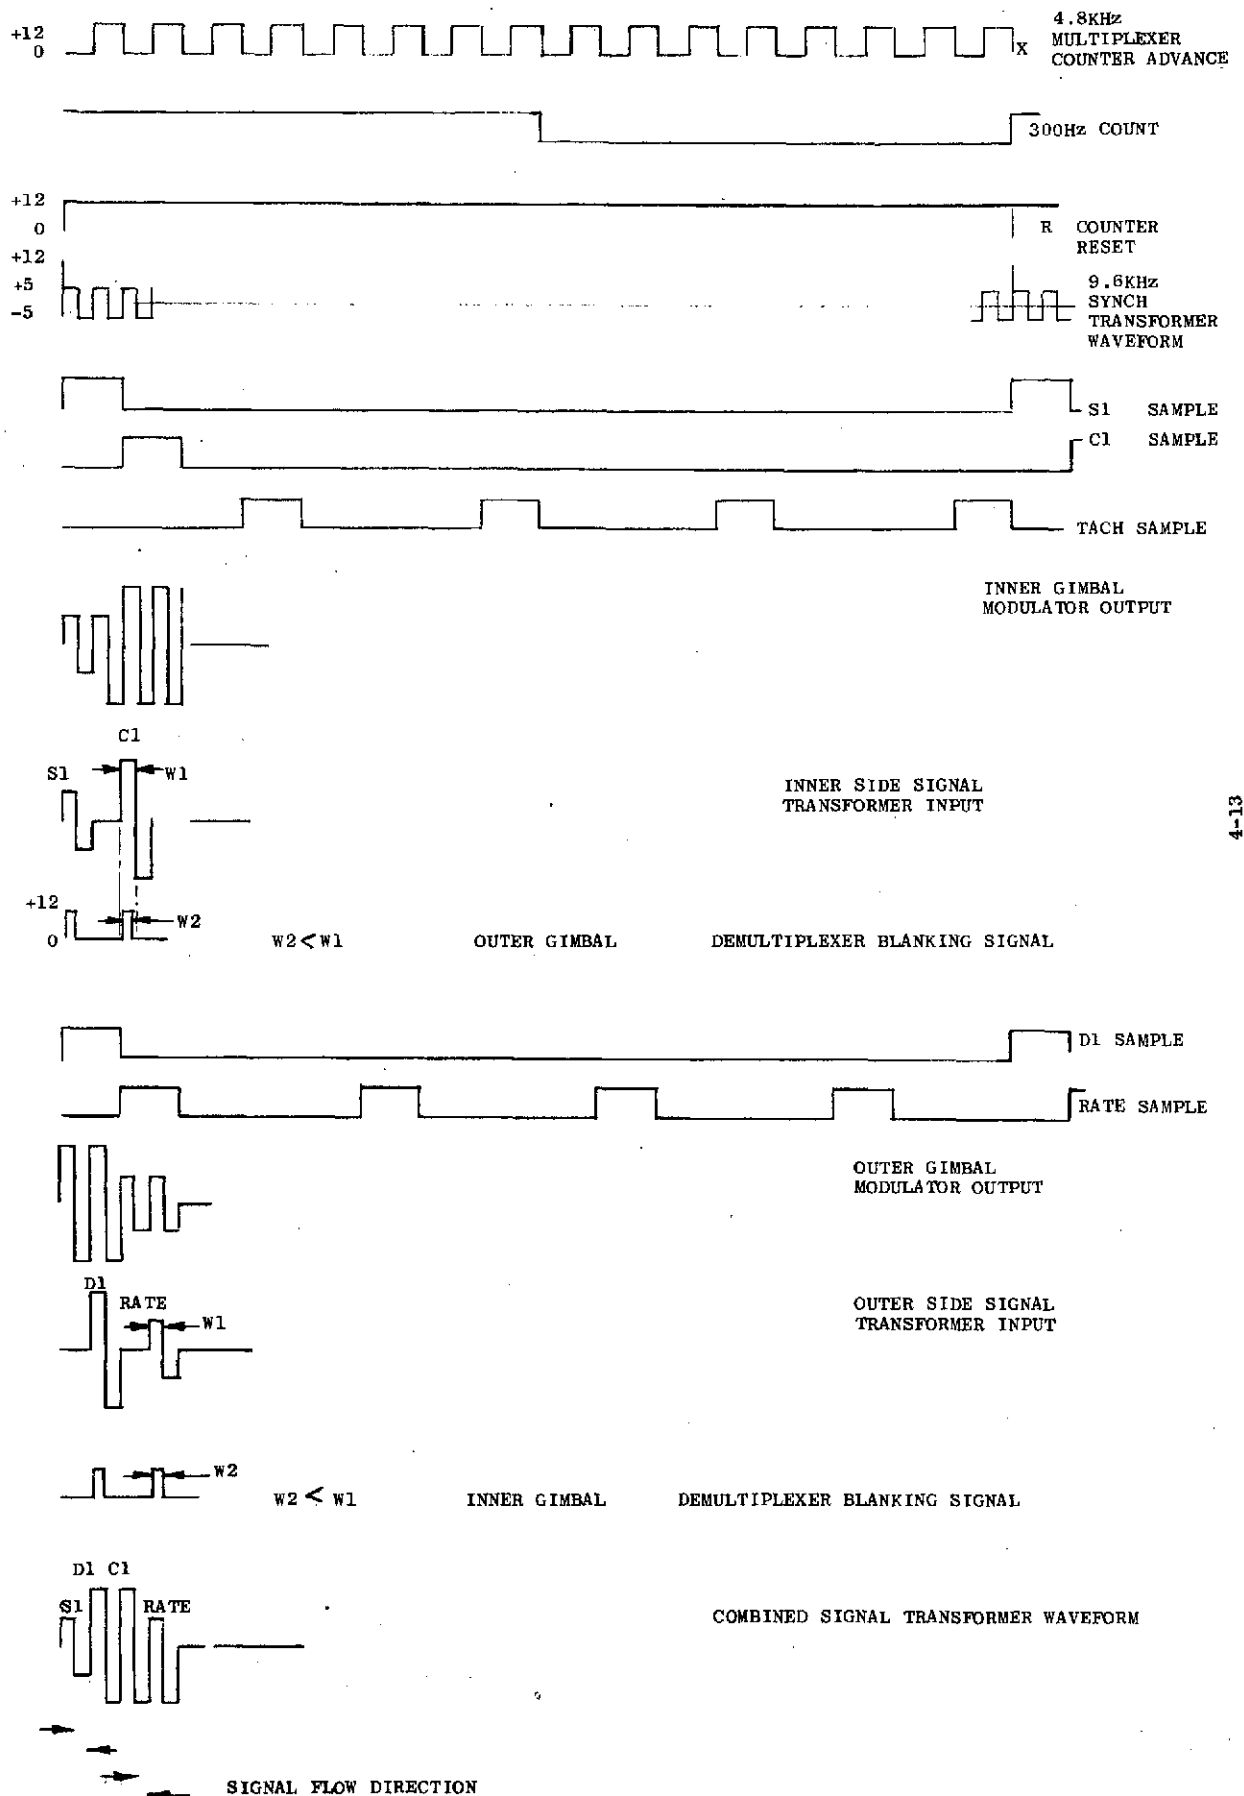 +12
0
X
4.8KHz
MULTIPLEXER
COUNTER ADVANCE
300Hz COUNT
+12
0
R COUNTER
RESET
+12
+5
-5
9.6KHz
SYNCH
TRANSFORMER
WAVEFORM
S1 SAMPLE
C1 SAMPLE
TACH SAMPLE
INNER GIMBAL
MODULATOR OUTPUT
C1
S1
W1
INNER SIDE SIGNAL
TRANSFORMER INPUT
4-13
+12
0
W2
W2 < W1 OUTER GIMBAL DEMULTIPLEXER BLANKING SIGNAL
D1 SAMPLE
RATE SAMPLE
OUTER GIMBAL
MODULATOR OUTPUT
D1
RATE
W1
OUTER SIDE SIGNAL
TRANSFORMER INPUT
W2
W2 < W1 INNER GIMBAL DEMULTIPLEXER BLANKING SIGNAL
D1 C1
S1 RATE
COMBINED SIGNAL TRANSFORMER WAVEFORM
SIGNAL FLOW DIRECTION